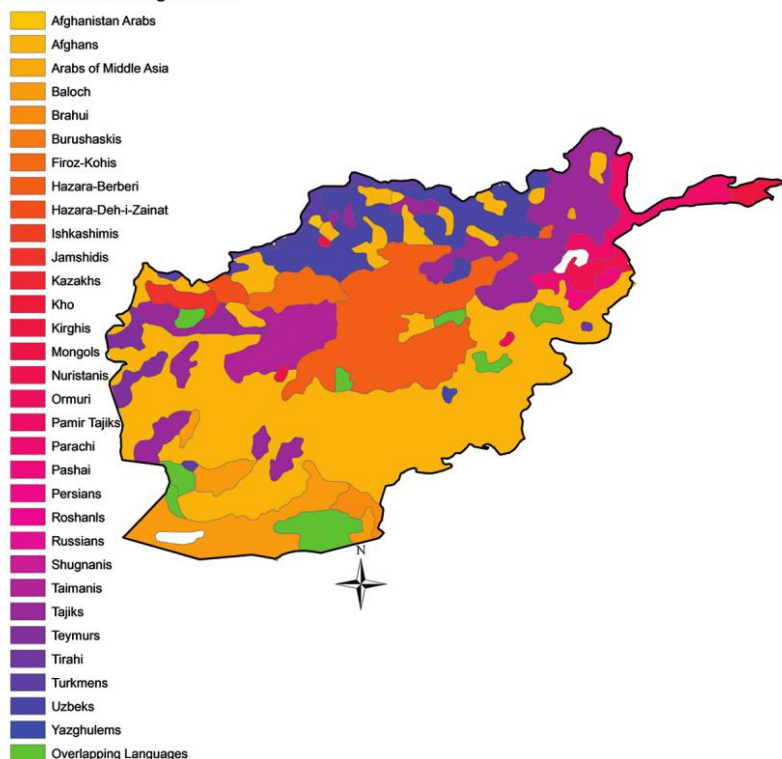 Afghanistan Arabs
Afghans
Arabs of Middle Asia
Baloch
Brahui
Burushaskis
Firoz-Kohis
Hazara-Berberi
Hazara-Deh-i-Zainat
Ishkashimis
Jamshidis
Kazakhs
Kho
Kirghis
Mongols
Nuristanis
Ormuri
Pamir Tajiks
Parachi
Pashai
Persians
Roshanls
Russians
Shugnanis
Taimanis
Tajiks
Teymurs
Tirahi
Turkmens
Uzbeks
Yazghulems
Overlapping Languages
N